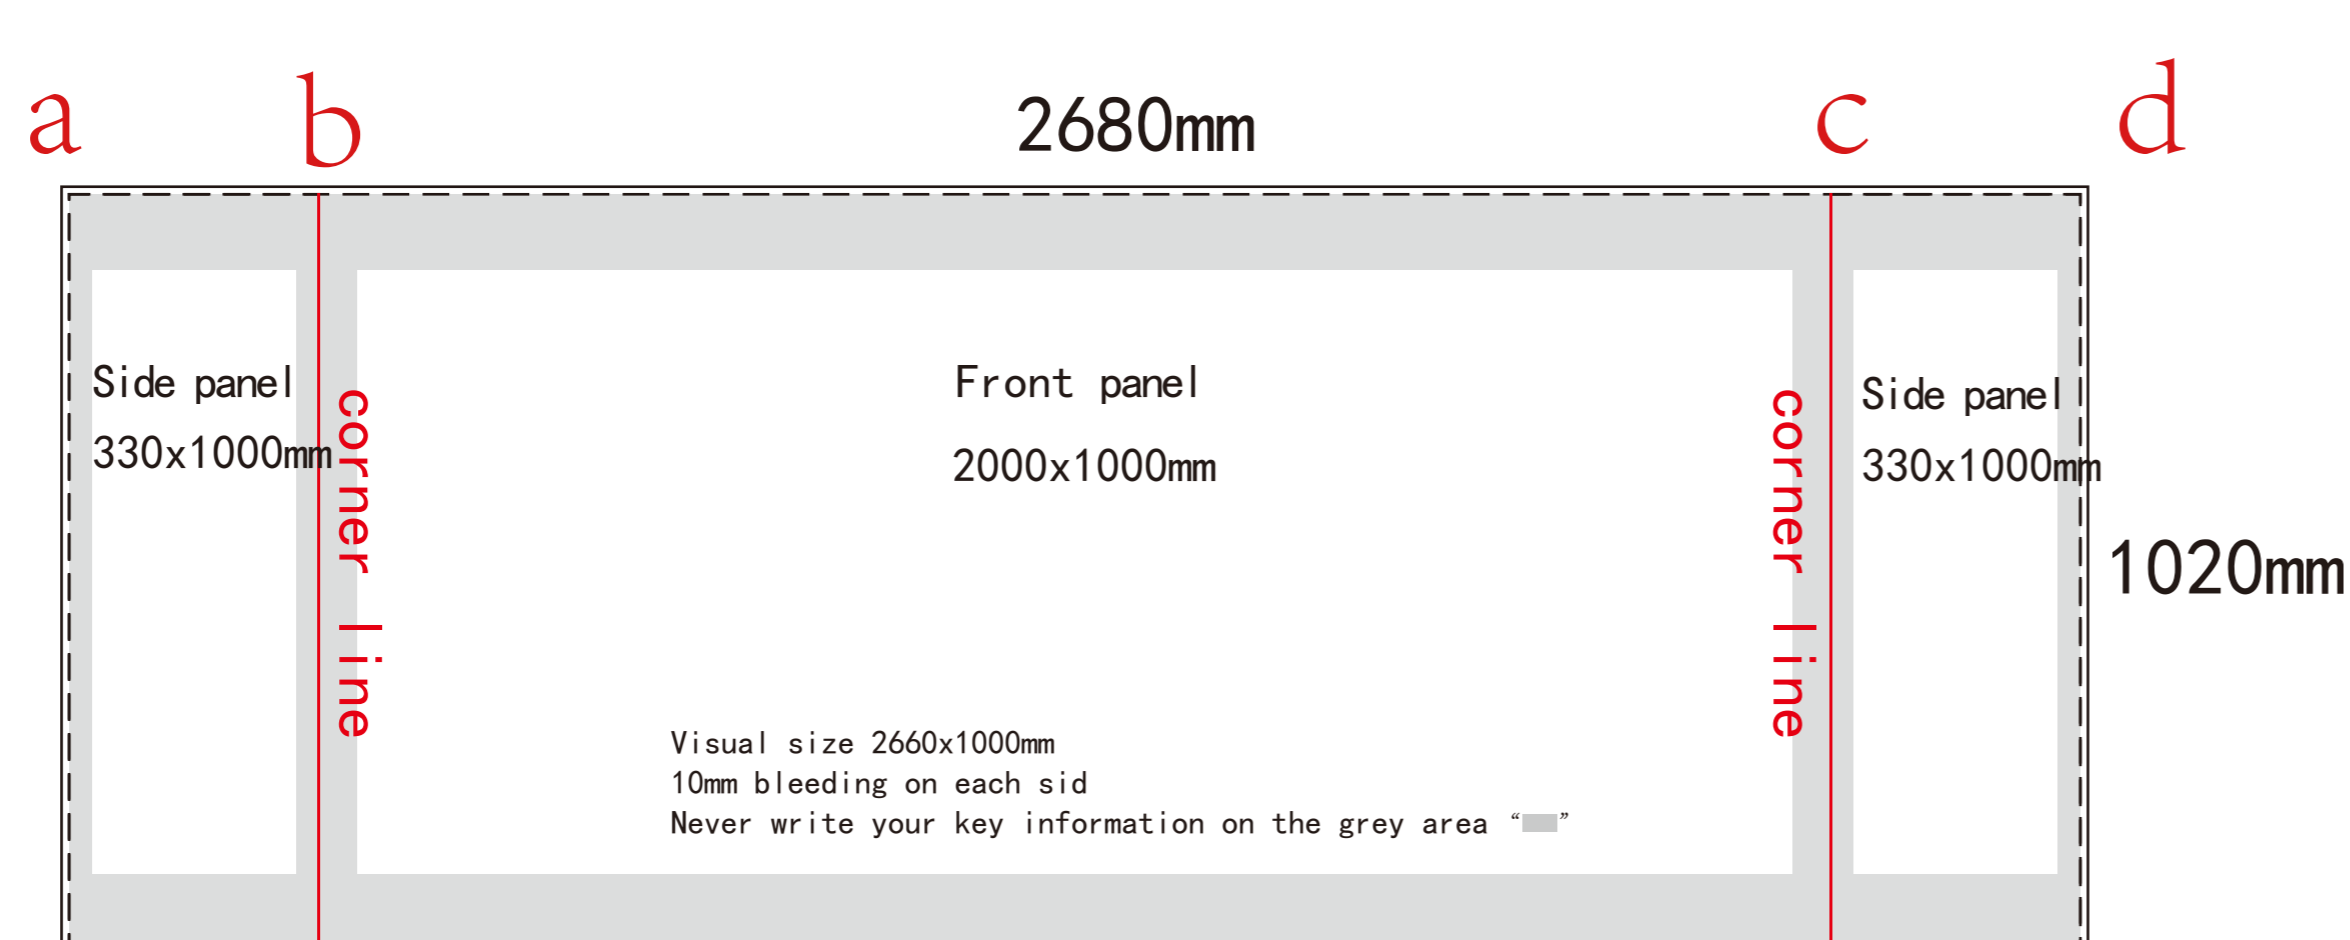 a b c d
2680mm
Side panel
330x1000mm
corner line
Front panel
2000x1000mm
corner line
Side panel
330x1000mm
1020mm
Visual size 2660x1000mm
10mm bleeding on each sid
Never write your key information on the grey area “ ”